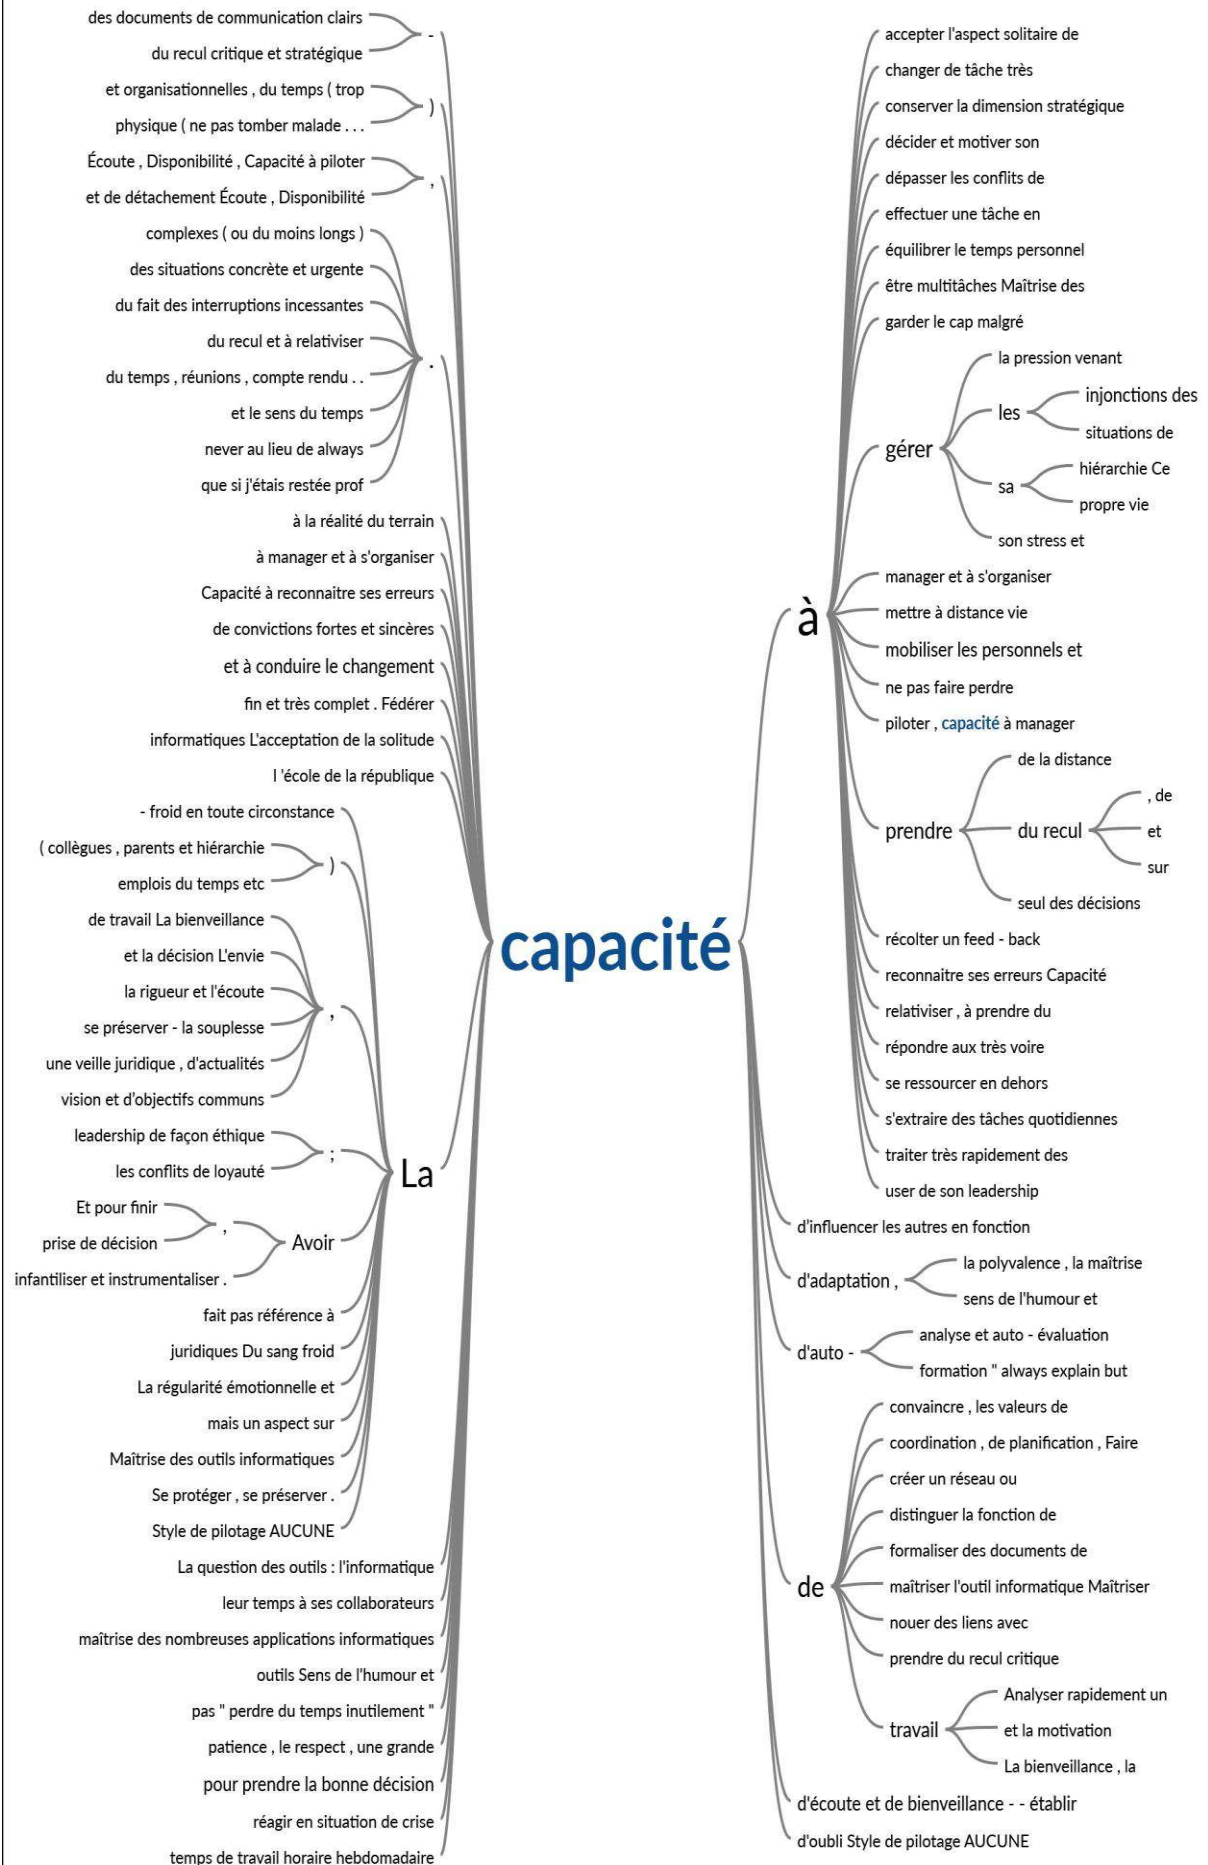 des documents de communication clairs
du recul critique et stratégique
-
et organisationnelles , du temps ( trop
physique ( ne pas tomber malade . . .
)
Écoute , Disponibilité , Capacité à piloter
et de détachement Écoute , Disponibilité
,
complexes ( ou du moins longs )
des situations concrète et urgente
du fait des interruptions incessantes
du recul et à relativiser
du temps , réunions , compte rendu . .
et le sens du temps
never au lieu de always
que si j'étais restée prof
.
à la réalité du terrain
à manager et à s'organiser
Capacité à reconnaitre ses erreurs
de convictions fortes et sincères
et à conduire le changement
fin et très complet . Fédérer
informatiques L'acceptation de la solitude
l 'école de la république
- froid en toute circonstance
( collègues , parents et hiérarchie
emplois du temps etc
)
de travail La bienveillance
et la décision L'envie
la rigueur et l'écoute
se préserver - la souplesse
une veille juridique , d'actualités
vision et d'objectifs communs
,
leadership de façon éthique
les conflits de loyauté
;
La
Et pour finir
prise de décision
,
infantiliser et instrumentaliser .
Avoir
fait pas référence à
juridiques Du sang froid
La régularité émotionnelle et
mais un aspect sur
Maîtrise des outils informatiques
Se protéger , se préserver .
Style de pilotage AUCUNE
La question des outils : l'informatique
leur temps à ses collaborateurs
maîtrise des nombreuses applications informatiques
outils Sens de l'humour et
pas " perdre du temps inutilement "
patience , le respect , une grande
pour prendre la bonne décision
réagir en situation de crise
temps de travail horaire hebdomadaire
capacité
à
accepter l'aspect solitaire de
changer de tâche très
conserver la dimension stratégique
décider et motiver son
dépasser les conflits de
effectuer une tâche en
équilibrer le temps personnel
être multitâches Maîtrise des
garder le cap malgré
gérer
la pression venant
les
injonctions des
situations de
sa
hiérarchie Ce
propre vie
son stress et
manager et à s'organiser
mettre à distance vie
mobiliser les personnels et
ne pas faire perdre
piloter , capacité à manager
prendre
de la distance
du recul
, de
et
sur
seul des décisions
récolter un feed - back
reconnaitre ses erreurs Capacité
relativiser , à prendre du
répondre aux très voire
se ressourcer en dehors
s'extraire des tâches quotidiennes
traiter très rapidement des
user de son leadership
d'influencer les autres en fonction
d'adaptation ,
la polyvalence , la maîtrise
sens de l'humour et
d'auto -
analyse et auto - évaluation
formation " always explain but
de
convaincre , les valeurs de
coordination , de planification , Faire
créer un réseau ou
distinguer la fonction de
formaliser des documents de
maîtriser l'outil informatique Maîtriser
nouer des liens avec
prendre du recul critique
travail
Analyser rapidement un
et la motivation
La bienveillance , la
d'écoute et de bienveillance - - établir
d'oubli Style de pilotage AUCUNE